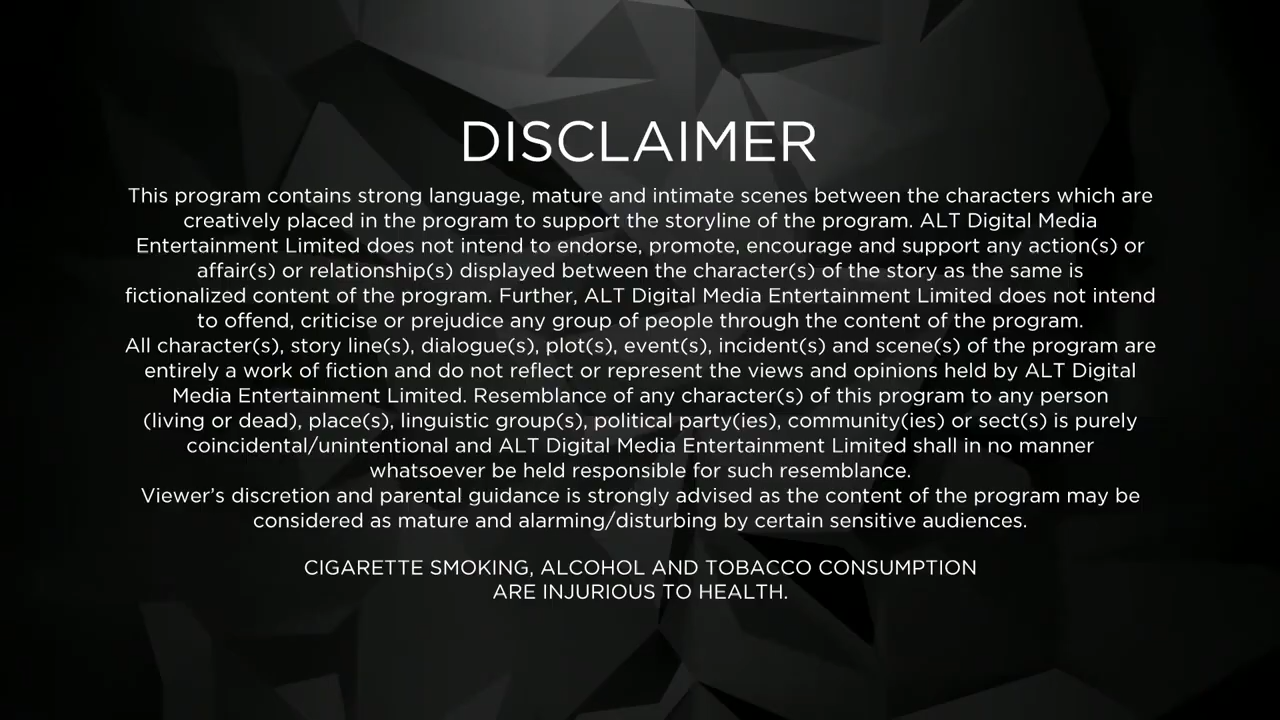 DISCLAIMER
This program contains strong language, mature and intimate scenes between the characters which are
creatively placed in the program to support the storyline of the program. ALT Digital Media
Entertainment Limited does not intend to endorse, promote, encourage and support any action(s) or
affair(s) or relationship(s) displayed between the character(s) of the story as the same is
fictionalized content of the program. Further, ALT Digital Media Entertainment Limited does not intend
to offend, criticise or prejudice any group of people through the content of the program.
All character(s), story line(s), dialogue(s), plot(s), event(s), incident(s) and scene(s) of the program are
entirely a work of fiction and do not reflect or represent the views and opinions held by ALT Digital
Media Entertainment Limited. Resemblance of any character(s) of this program to any person
(living or dead), place(s), linguistic group(s), political party(ies), community(ies) or sect(s) is purely
coincidental/unintentional and ALT Digital Media Entertainment Limited shall in no manner
whatsoever be held responsible for such resemblance.
Viewer’s discretion and parental guidance is strongly advised as the content of the program may be
considered as mature and alarming/disturbing by certain sensitive audiences.
CIGARETTE SMOKING, ALCOHOL AND TOBACCO CONSUMPTION
ARE INJURIOUS TO HEALTH.